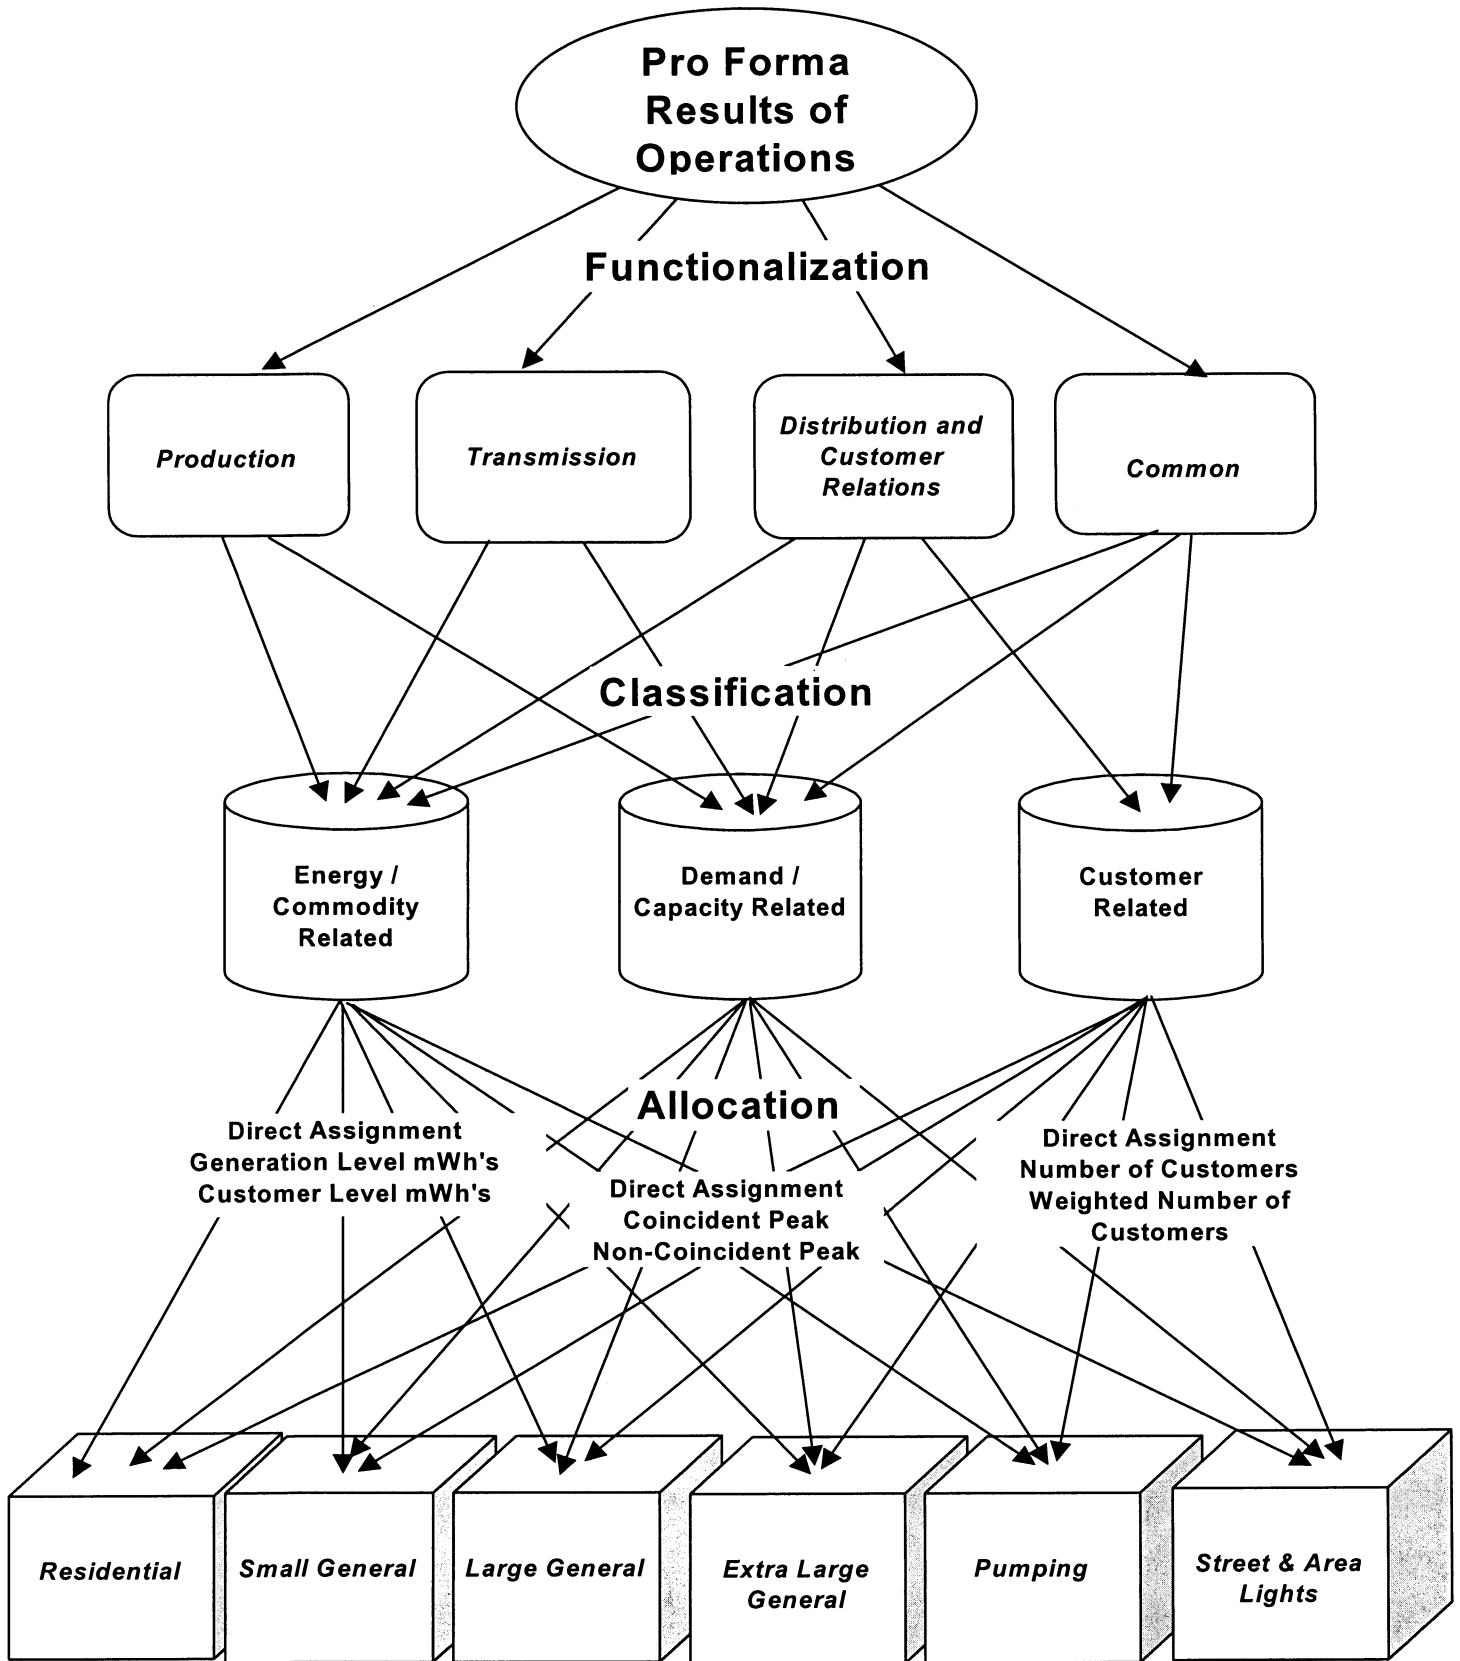 Pro Forma
Results of
Operations
Functionalization
Production
Transmission
Distribution and
Customer
Relations
Common
Classification
Energy /
Commodity
Related
Demand /
Capacity Related
Customer
Related
Allocation
Direct Assignment
Generation Level mWh's
Customer Level mWh's
Direct Assignment
Coincident Peak
Non-Coincident Peak
Direct Assignment
Number of Customers
Weighted Number of
Customers
Residential
Small General
Large General
Extra Large
General
Pumping
Street & Area
Lights